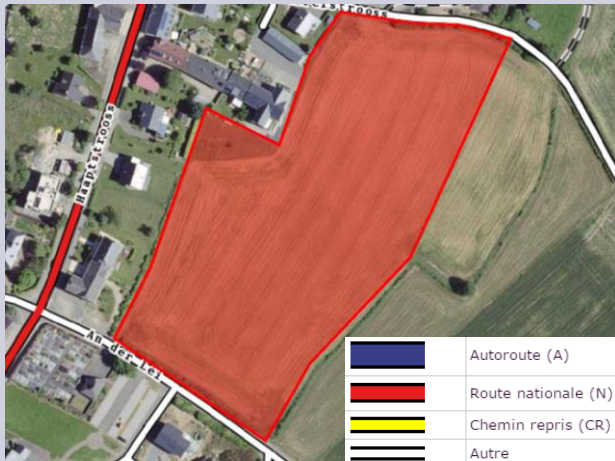 Haaptstrooss
An der Lei
Autoroute (A)
Route nationale (N)
Chemin repris (CR)
Autre